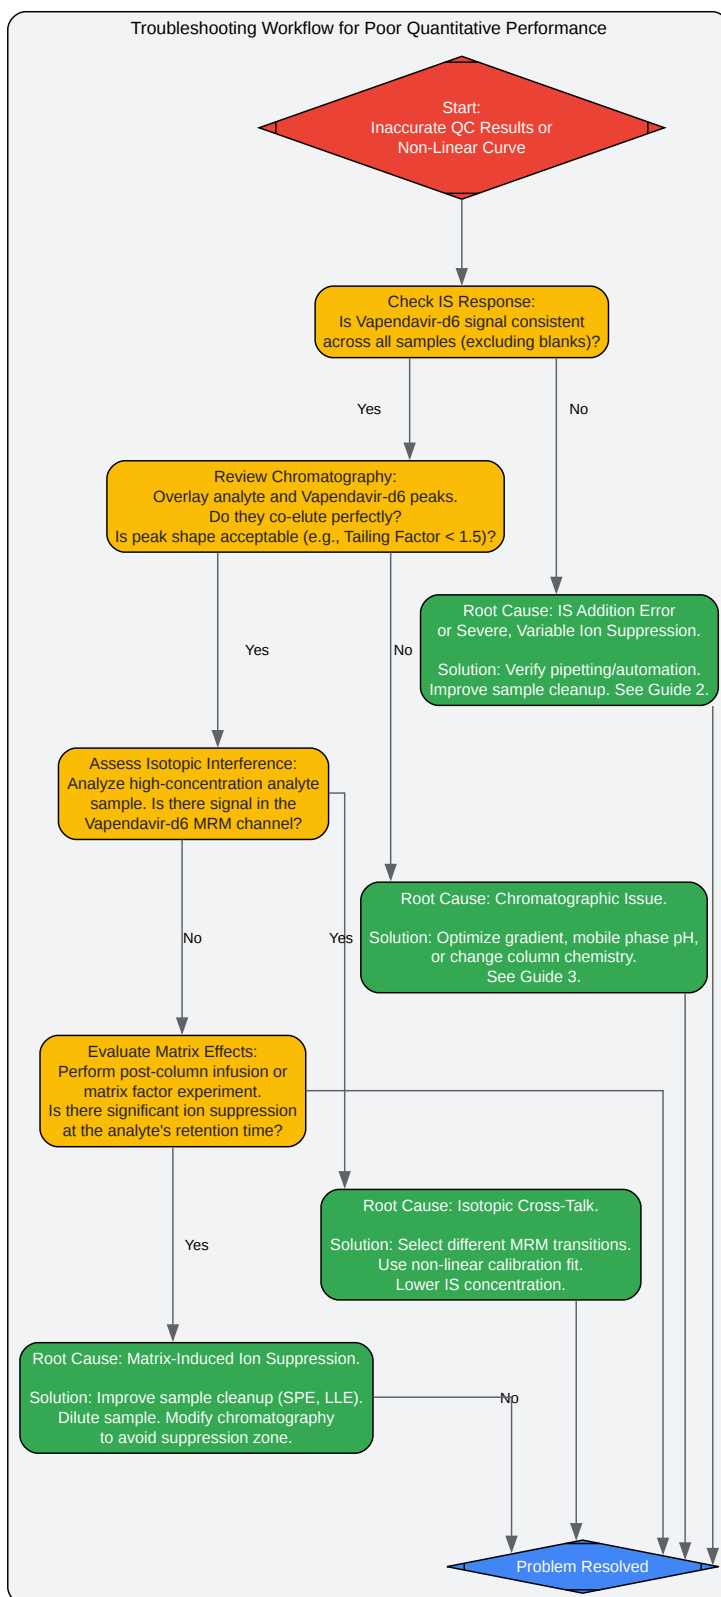 Troubleshooting Workflow for Poor Quantitative Performance
Start:
Inaccurate QC Results or
Non-Linear Curve
Check IS Response:
Is Vapendavir-d6 signal consistent
across all samples (excluding blanks)?
Yes
No
Review Chromatography:
Overlay analyte and Vapendavir-d6 peaks.
Do they co-elute perfectly?
Is peak shape acceptable (e.g., Tailing Factor < 1.5)?
Yes
No
Root Cause: IS Addition Error
or Severe, Variable Ion Suppression.
Solution: Verify pipetting/automation.
Improve sample cleanup. See Guide 2.
Assess Isotopic Interference:
Analyze high-concentration analyte
sample. Is there signal in the
Vapendavir-d6 MRM channel?
No
Yes
Root Cause: Chromatographic Issue.
Solution: Optimize gradient, mobile phase pH,
or change column chemistry.
See Guide 3.
Evaluate Matrix Effects:
Perform post-column infusion or
matrix factor experiment.
Is there significant ion suppression
at the analyte's retention time?
Yes
Root Cause: Isotopic Cross-Talk.
Solution: Select different MRM transitions.
Use non-linear calibration fit.
Lower IS concentration.
Root Cause: Matrix-Induced Ion Suppression.
Solution: Improve sample cleanup (SPE, LLE).
Dilute sample. Modify chromatography
to avoid suppression zone.
No
Problem Resolved